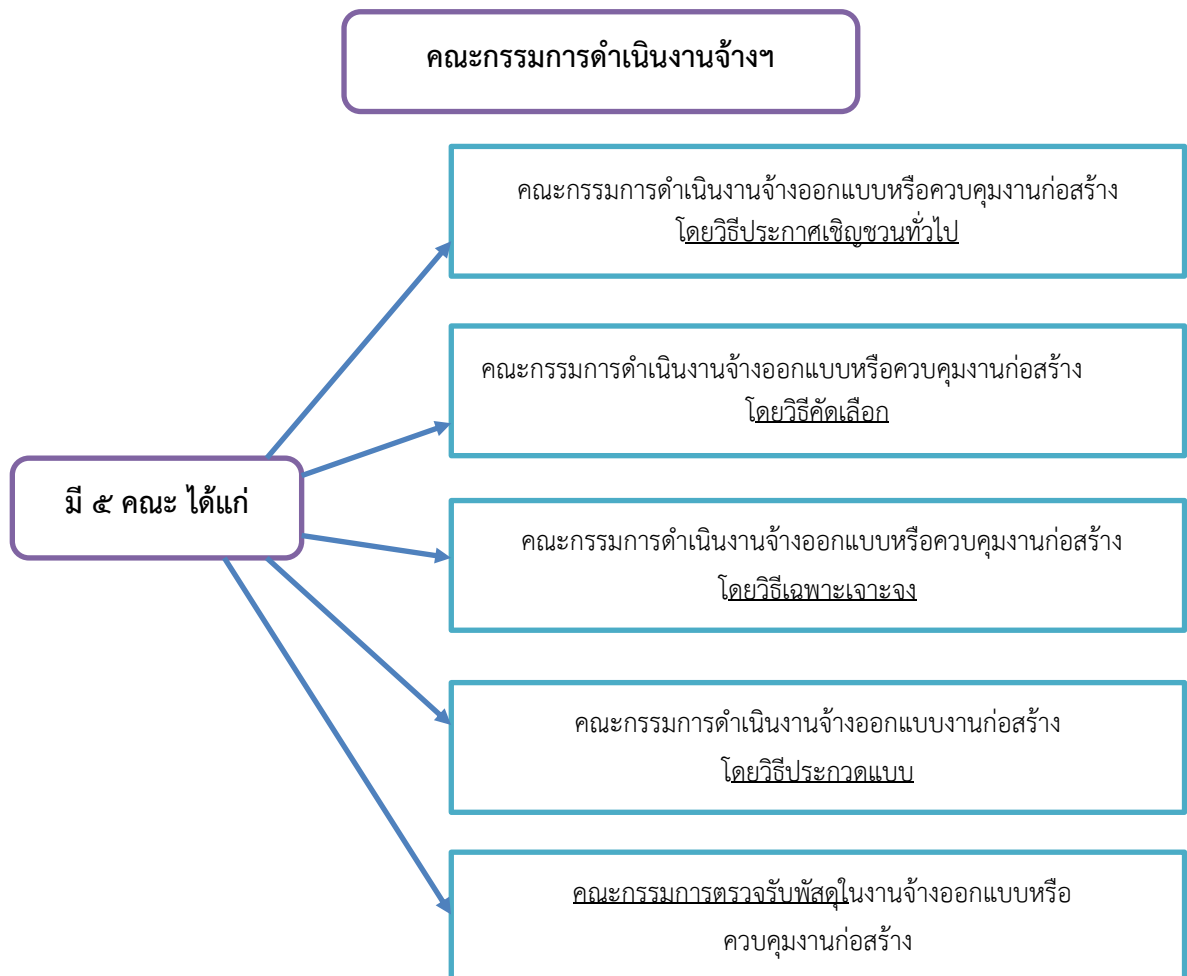 คณะกรรมการดำเนินงานจ้างฯ
คณะกรรมการดำเนินงานจ้างออกแบบหรือควบคุมงานก่อสร้าง
โดยวิธีประกาศเชิญชวนทั่วไป
คณะกรรมการดำเนินงานจ้างออกแบบหรือควบคุมงานก่อสร้าง
โดยวิธีคัดเลือก
มี ๕ คณะ ได้แก่
คณะกรรมการดำเนินงานจ้างออกแบบหรือควบคุมงานก่อสร้าง
โดยวิธีเฉพาะเจาะจง
คณะกรรมการดำเนินงานจ้างออกแบบงานก่อสร้าง
โดยวิธีประกวดแบบ
คณะกรรมการตรวจรับพัสดุในงานจ้างออกแบบหรือ
ควบคุมงานก่อสร้าง